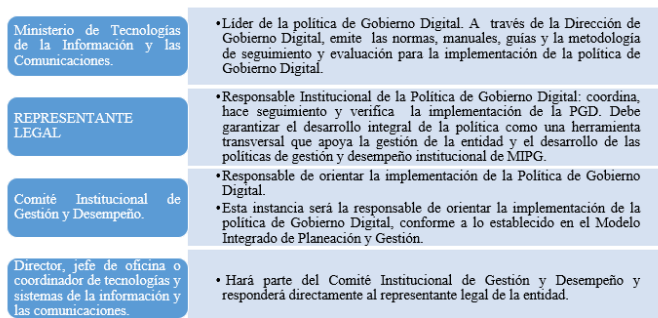 Ministerio de Tecnologías
de la Información y las
Comunicaciones.
•Líder de la política de Gobierno Digital. A través de la Dirección de
Gobierno Digital, emite las normas, manuales, guías y la metodología
de seguimiento y evaluación para la implementación de la política de
Gobierno Digital.
REPRESENTANTE
LEGAL
•Responsable Institucional de la Política de Gobierno Digital: coordina,
hace seguimiento y verifica la implementación de la PGD. Debe
garantizar el desarrollo integral de la política como una herramienta
transversal que apoya la gestión de la entidad y el desarrollo de las
políticas de gestión y desempeño institucional de MIPG.
Comité Institucional de
Gestión y Desempeño.
•Responsable de orientar la implementación de la Política de Gobierno
Digital.
•Esta instancia será la responsable de orientar la implementación de la
política de Gobierno Digital, conforme a lo establecido en el Modelo
Integrado de Planeación y Gestión.
Director, jefe de oficina o
coordinador de tecnologías y
sistemas de la información y
las comunicaciones.
• Hará parte del Comité Institucional de Gestión y Desempeño y
responderá directamente al representante legal de la entidad.